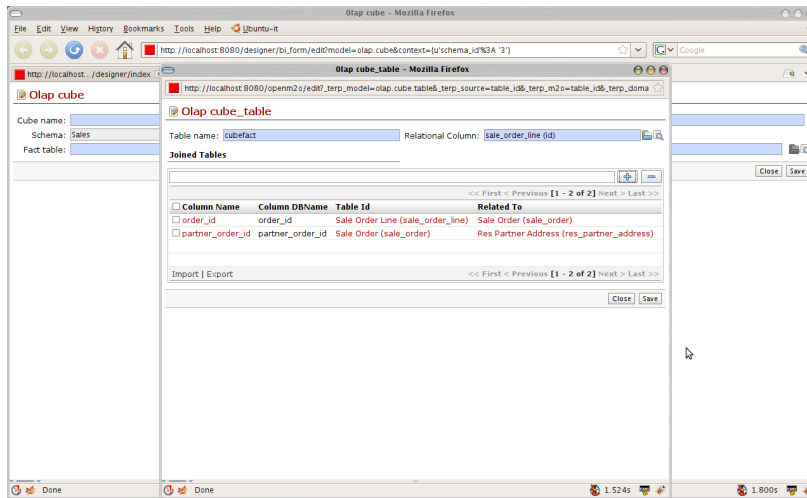 Olap cube - Mozilla Firefox
File Edit View History Bookmarks Tools Help Ubuntu-it
http://localhost:8080/designer/bi_form/edit?model=olap.cube&context={u'schema_id'%3A '3'}
Google
http://localhost.../designer/index
Olap cube_table - Mozilla Firefox
http://localhost:8080/openm2o/edit?_terp_model=olap.cube.table&_terp_source=table_id&_terp_m2o=table_id&_terp_doma
Olap cube
Olap cube_table
Cube name:
Schema: Sales
Fact table:
Table name: cubefact Relational Column: sale_order_line (id)
Joined Tables
Close Save
<< First < Previous [1 - 2 of 2] Next > Last >>
Column Name Column DBName Table Id Related To
order_id order_id Sale Order Line (sale_order_line) Sale Order (sale_order)
partner_order_id partner_order_id Sale Order (sale_order) Res Partner Address (res_partner_address)
Import | Export << First < Previous [1 - 2 of 2] Next > Last >>
Close Save
Done
Done 1.524s
1.800s